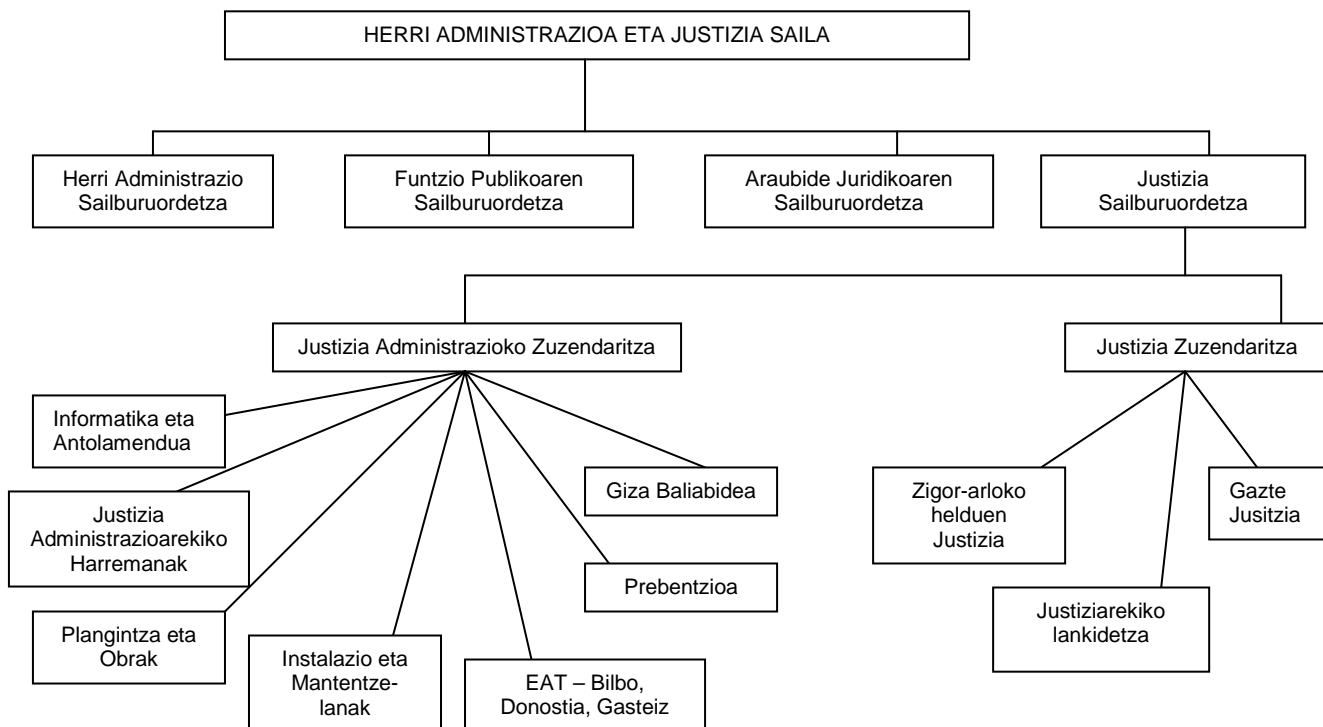 HERRI ADMINISTRAZIOA ETA JUSTIZIA SAILA
Herri Administrazio
Sailburuordetza
Funtzio Publikoaren
Sailburuordetza
Araubide Juridikoaren
Sailburuordetza
Justizia
Sailburuordetza
Justizia Administrazioko Zuzendaritza
Justizia Zuzendaritza
Informatika eta
Antolamendua
Justizia
Administrazioarekiko
Harremanak
Plangintza eta
Obrak
Instalazio eta
Mantentze-
lanak
EAT – Bilbo,
Donostia, Gasteiz
Prebentzioa
Giza Baliabidea
Zigor-arloko
helduen
Justizia
Justiziarekiko
lankidetza
Gazte
Jusitzia